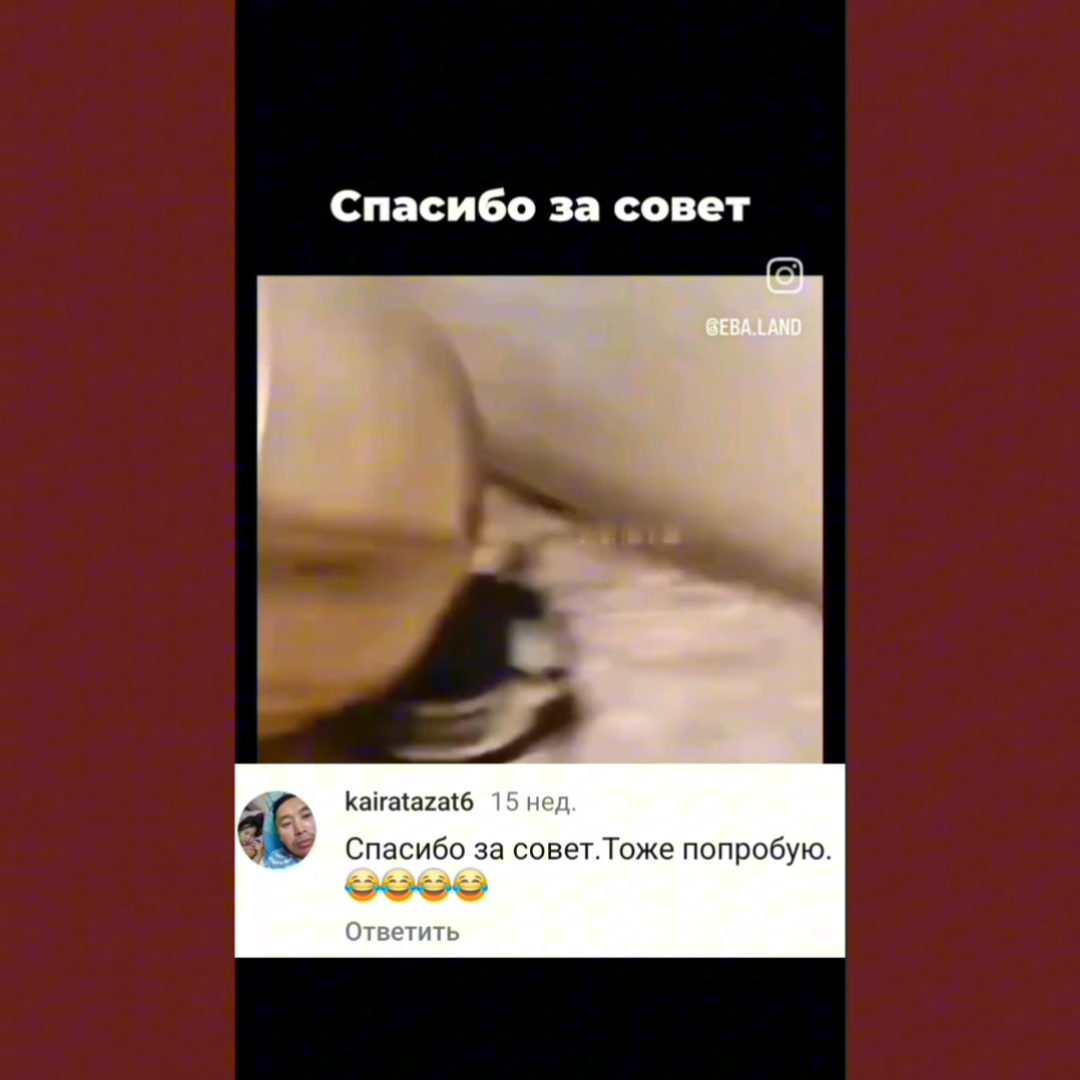 Спасибо за совет
@EBA.LAND
kairatazat6 15 нед.
Спасибо за совет.Тоже попробую.
😂😂😂😂
Ответить